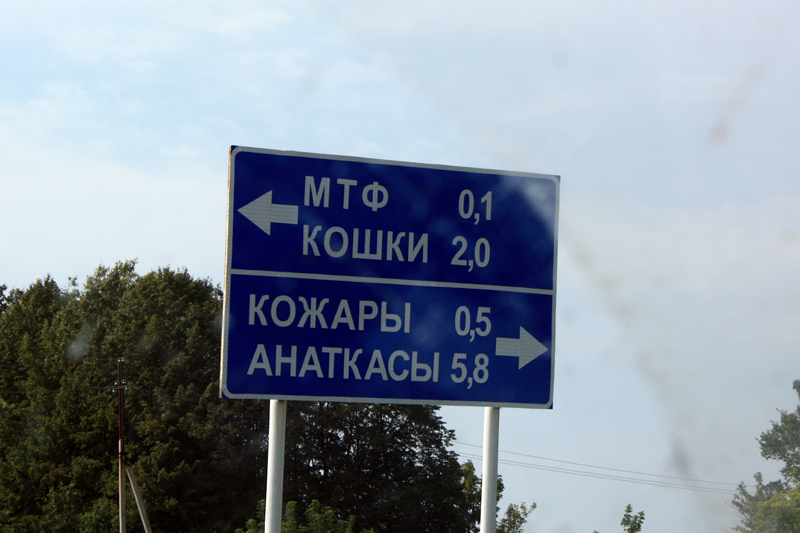 МТФ 0,1
КОШКИ 2,0
КОЖАРЫ 0,5
АНАТКАСЫ 5,8